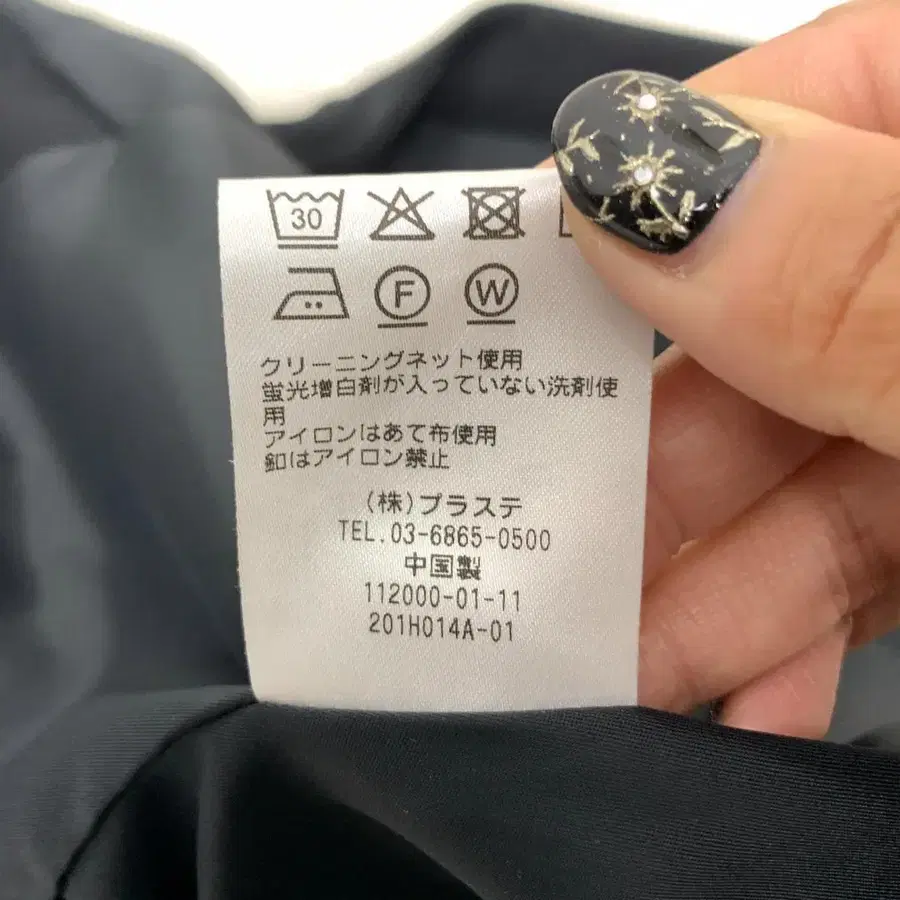 30
F W
クリーニングネット使用
蛍光増白剤が入っていない洗剤使
用
アイロンはあて布使用
釦はアイロン禁止
(株)プラステ
TEL.03-6865-0500
中国製
112000-01-11
201H014A-01